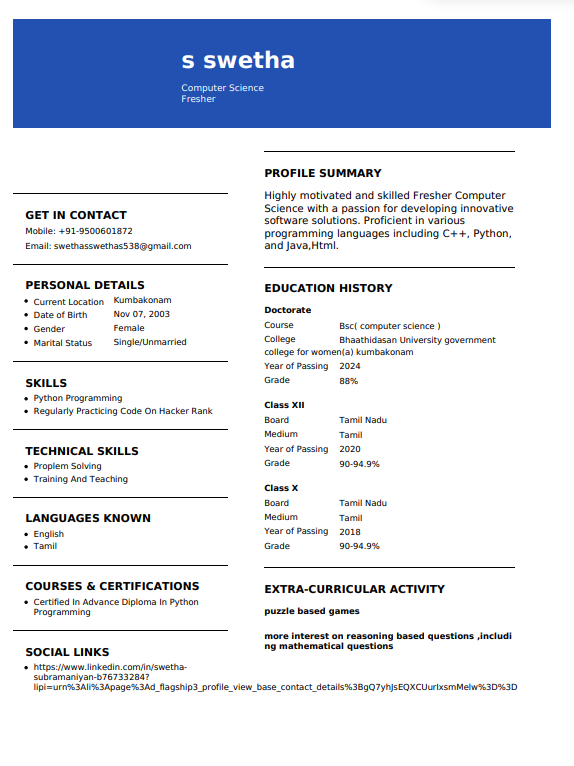 s swetha
Computer Science
Fresher
GET IN CONTACT
Mobile: +91-9500601872
Email: swethasswethas538@gmail.com
PERSONAL DETAILS
Current Location Kumbakonam
Date of Birth Nov 07, 2003
Gender Female
Marital Status Single/Unmarried
SKILLS
Python Programming
Regularly Practicing Code On Hacker Rank
TECHNICAL SKILLS
Proplem Solving
Training And Teaching
LANGUAGES KNOWN
English
Tamil
COURSES & CERTIFICATIONS
Certified In Advance Diploma In Python
Programming
SOCIAL LINKS
https://www.linkedin.com/in/swetha-
subramaniyan-b76733284?
lipi=urn%3Ali%3Apage%3Ad_flagship3_profile_view_base_contact_details%3BgQ7yhJsEQXCUurlxsmMelw%3D%3D
PROFILE SUMMARY
Highly motivated and skilled Fresher Computer
Science with a passion for developing innovative
software solutions. Proficient in various
programming languages including C++, Python,
and Java,Html.
EDUCATION HISTORY
Doctorate
Course Bsc( computer science )
College Bhaathidasan University government
college for women(a) kumbakonam
Year of Passing 2024
Grade 88%
Class XII
Board Tamil Nadu
Medium Tamil
Year of Passing 2020
Grade 90-94.9%
Class X
Board Tamil Nadu
Medium Tamil
Year of Passing 2018
Grade 90-94.9%
EXTRA-CURRICULAR ACTIVITY
puzzle based games
more interest on reasoning based questions ,includi
ng mathematical questions